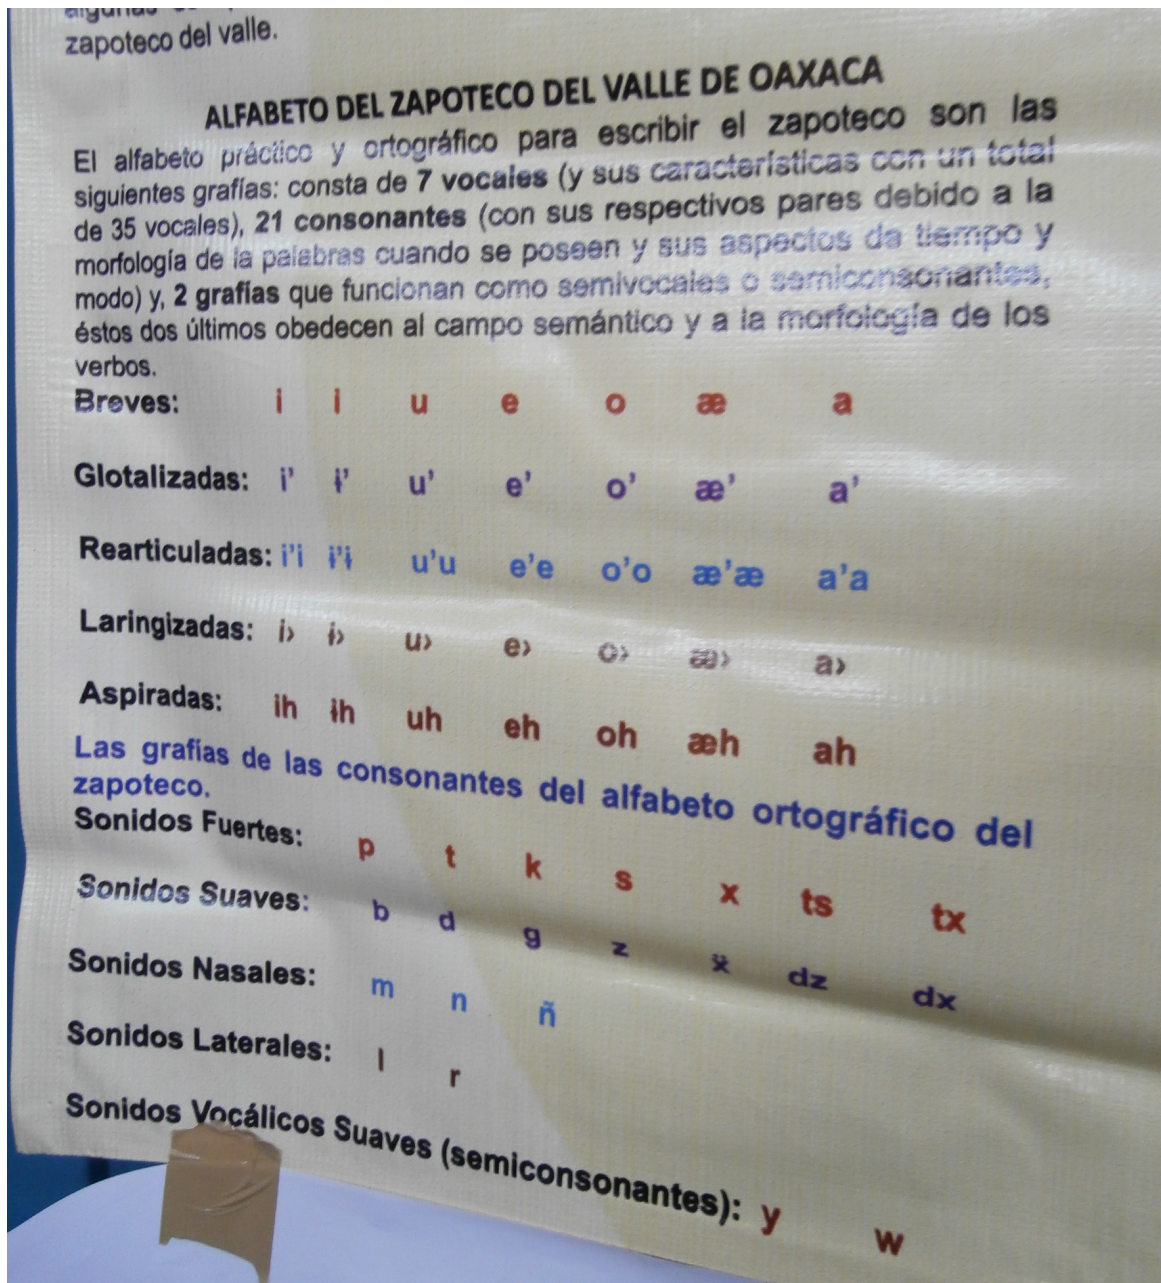 zapoteco del valle.
ALFABETO DEL ZAPOTECO DEL VALLE DE OAXACA
El alfabeto práctico y ortográfico para escribir el zapoteco son las
siguientes grafías: consta de 7 vocales (y sus características con un total
de 35 vocales), 21 consonantes (con sus respectivos pares debido a la
morfología de la palabras cuando se poseen y sus aspectos de tiempo y
modo) y, 2 grafías que funcionan como semivocales o semiconsonantes,
éstos dos últimos obedecen al campo semántico y a la morfología de los
verbos.
Breves: i ɨ u e o æ a
Glotalizadas: i’ ɨ’ u’ e’ o’ æ’ a’
Rearticuladas: i’i ɨ’ɨ u’u e’e o’o æ’æ a’a
Laringizadas: i› ɨ› u› e› o› æ› a›
Aspiradas: ih ɨh uh eh oh æh ah
Las grafías de las consonantes del alfabeto ortográfico del
zapoteco.
Sonidos Fuertes: p t k s x ts tx
Sonidos Suaves: b d g z ẍ dz dx
Sonidos Nasales: m n ñ
Sonidos Laterales: l r
Sonidos Vocálicos Suaves (semiconsonantes): y w